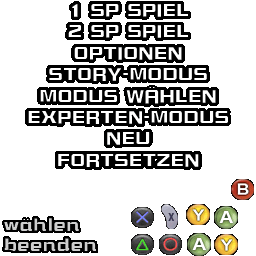 1 SP SPIEL
2 SP SPIEL
OPTIONEN
STORY-MODUS
MODUS WÄHLEN
EXPERTEN-MODUS
NEU
FORTSETZEN
B
wählen X Y A
beenden A Y